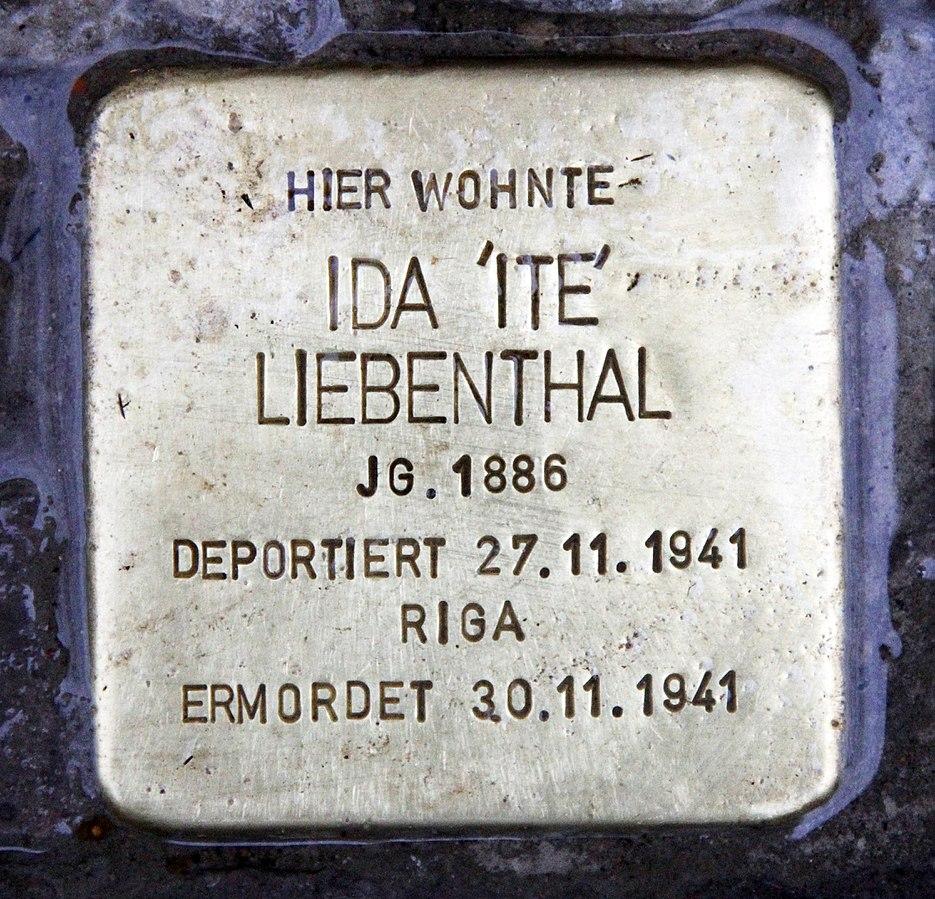 HIER WOHNTE
IDA 'ITE'
LIEBENTHAL
JG. 1886
DEPORTIERT 27.11.1941
RIGA
ERMORDET 30.11.1941